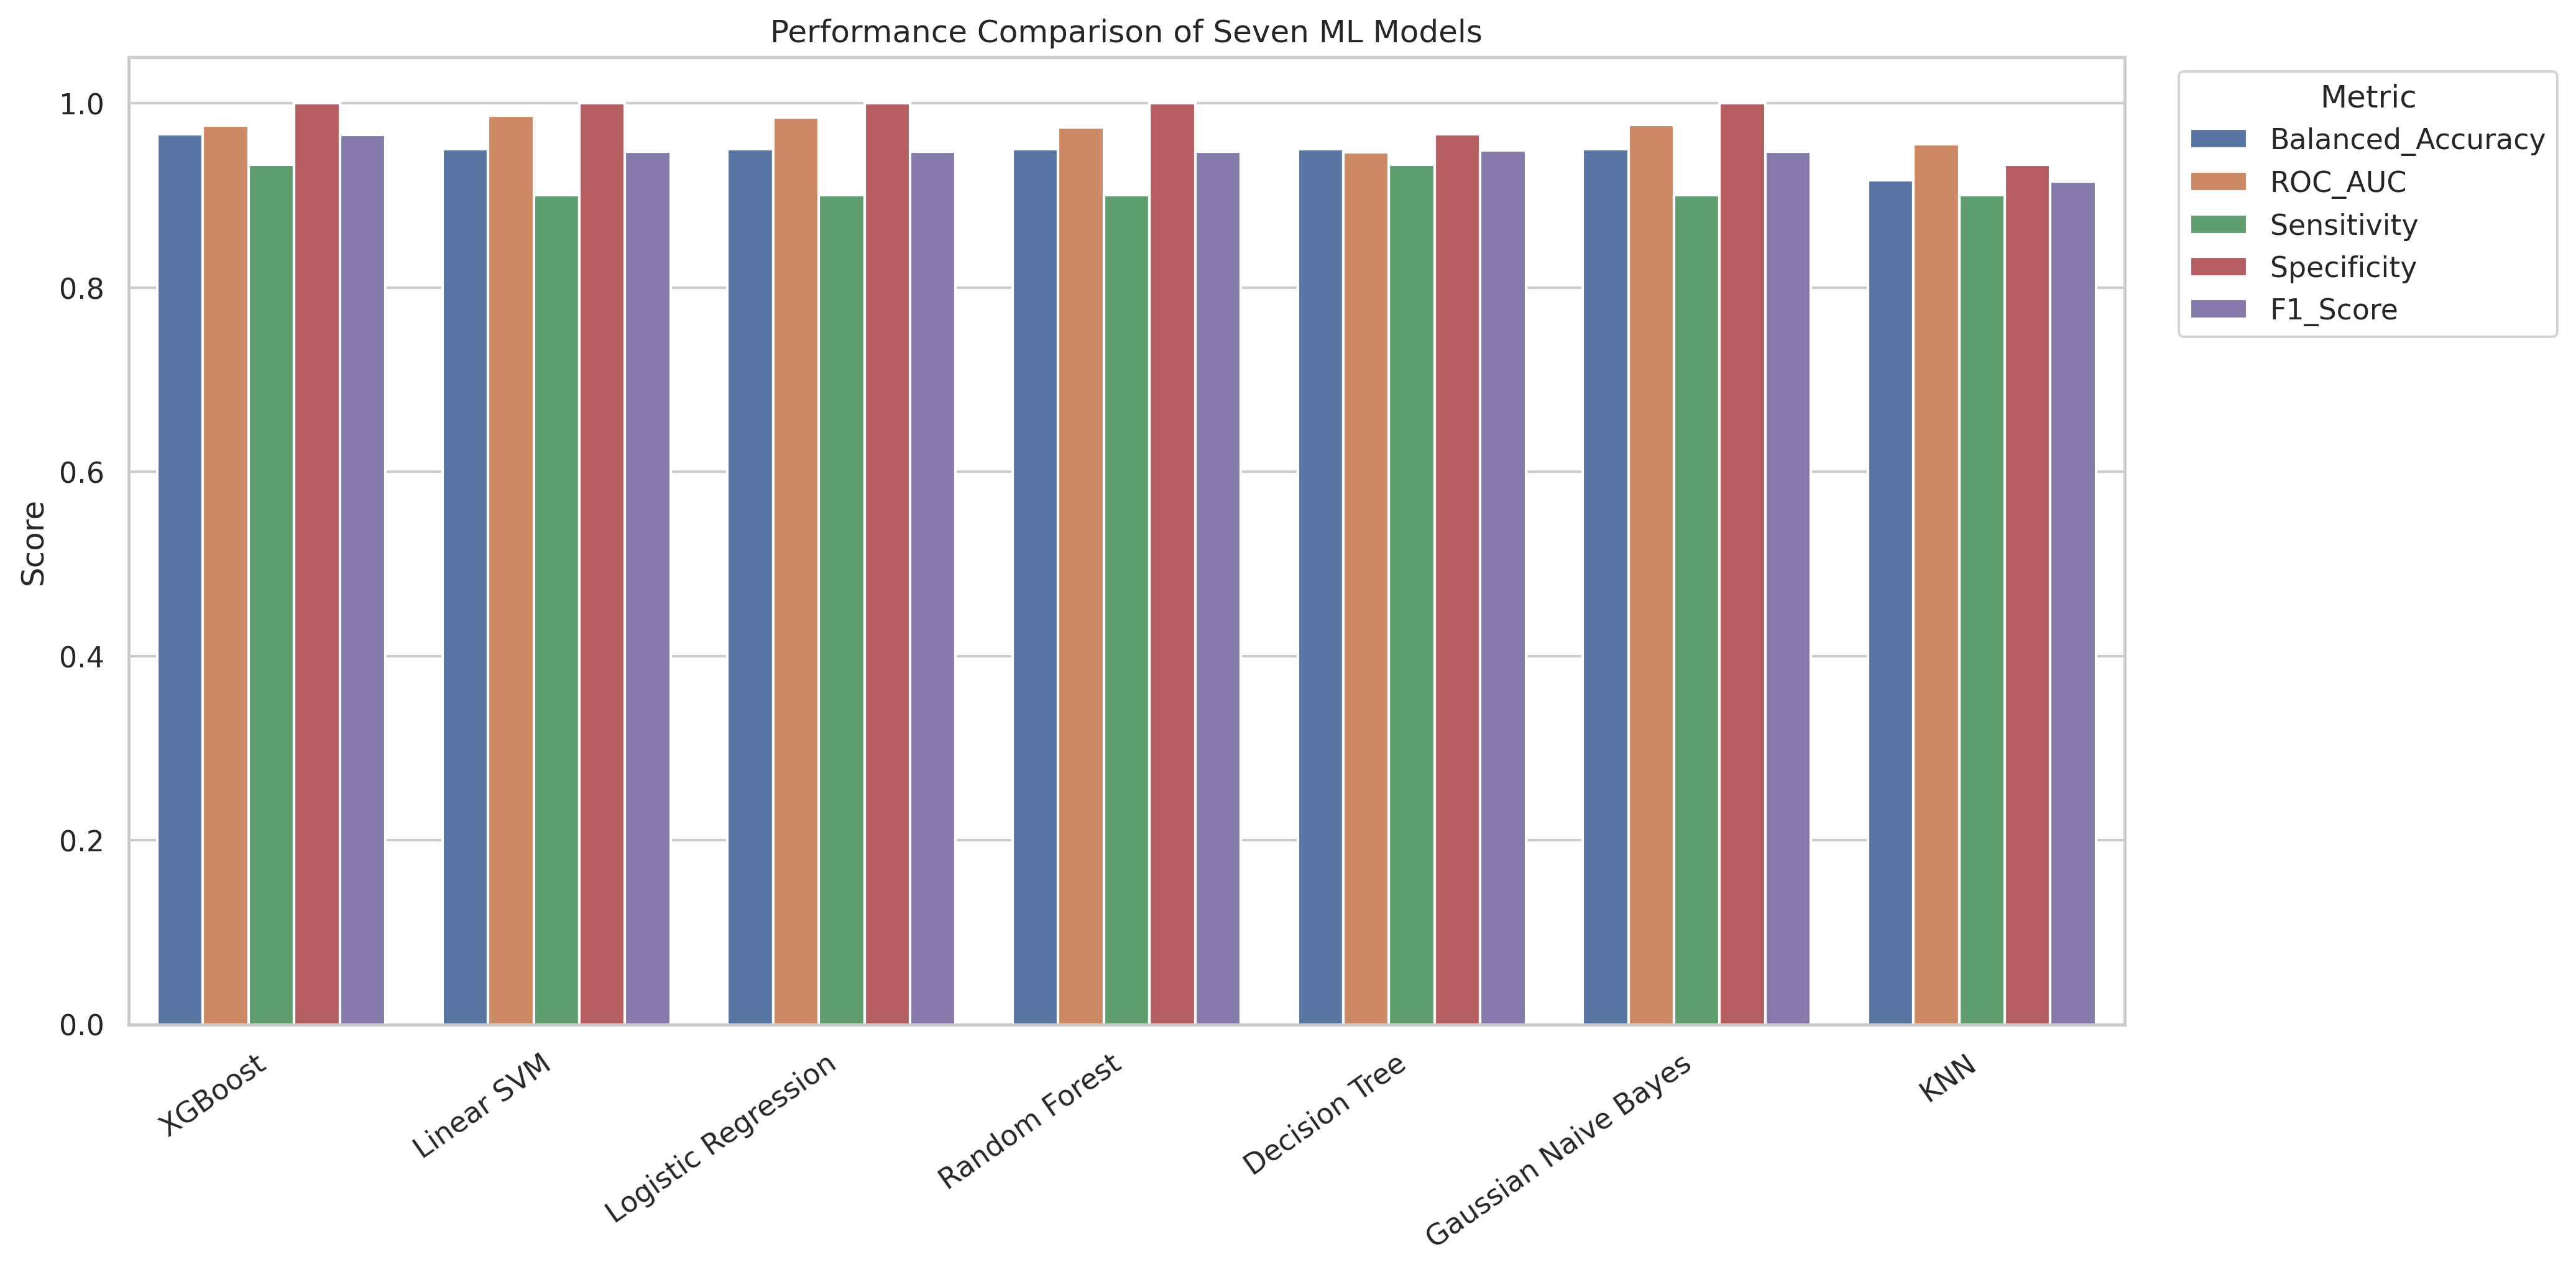 Performance Comparison of Seven ML Models
Metric
Balanced_Accuracy
ROC_AUC
Sensitivity
Specificity
F1_Score
Score
1.0
0.8
0.6
0.4
0.2
0.0
XGBoost
Linear SVM
Logistic Regression
Random Forest
Decision Tree
Gaussian Naive Bayes
KNN